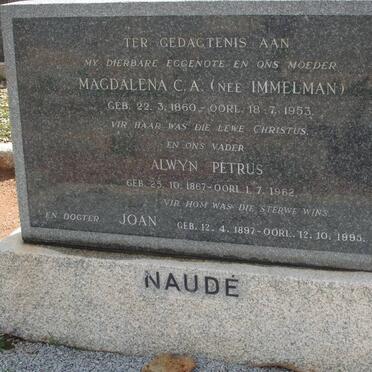 TER GEDAGTENIS AAN
MY DIERBARE EGGENOTE EN ONS MOEDER
MAGDALENA C.A. (NEE IMMELMAN)
GEB. 22.3.1860.-OORL. 18.7.1953.
VIR HAAR WAS DIE LEWE CHRISTUS.
EN ONS VADER
ALWYN PETRUS
GEB. 25.10.1867-OORL. 1.7.1962.
VIR HOM WAS DIE STERWE WINS
EN DOGTER JOAN GEB. 12.4.1897-OORL. 12.10.1995.
NAUDÉ